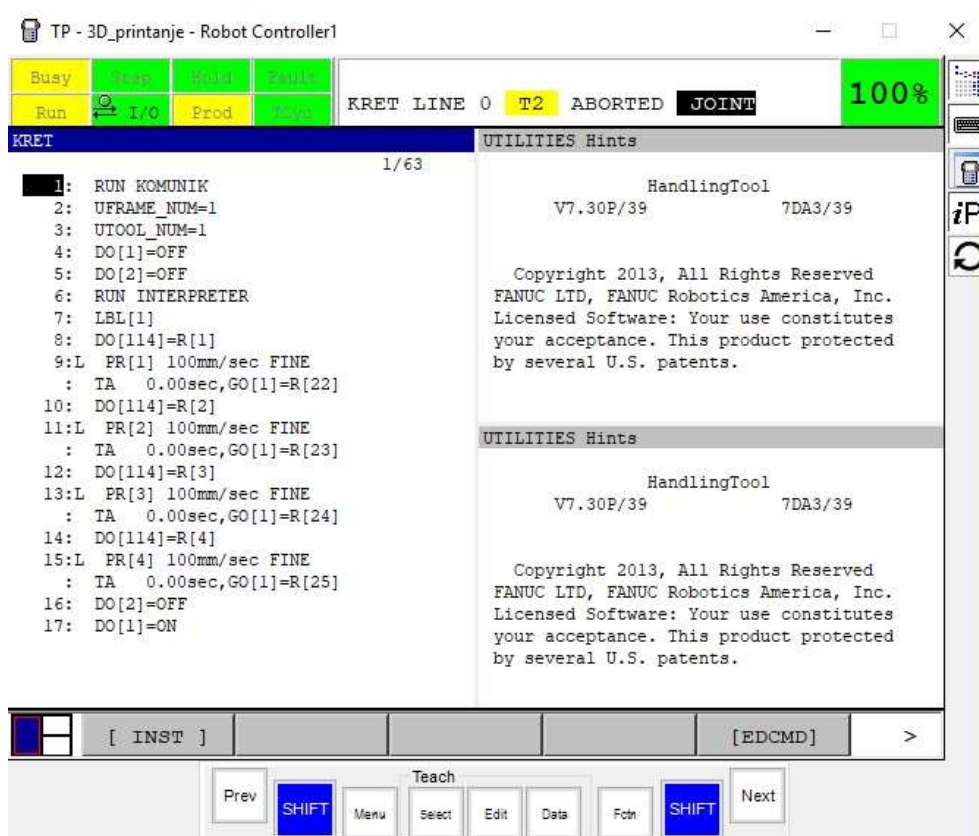 TP - 3D_printanje - Robot Controller1
Busy Step Hold Fault
Run I/O Prod TCyc
KRET LINE 0 T2 ABORTED JOINT
100%
KRET
1/63
1: RUN KOMUNIK
2: UFRAME_NUM=1
3: UTOOL_NUM=1
4: DO[1]=OFF
5: DO[2]=OFF
6: RUN INTERPRETER
7: LBL[1]
8: DO[114]=R[1]
9:L PR[1] 100mm/sec FINE
: TA 0.00sec,GO[1]=R[22]
10: DO[114]=R[2]
11:L PR[2] 100mm/sec FINE
: TA 0.00sec,GO[1]=R[23]
12: DO[114]=R[3]
13:L PR[3] 100mm/sec FINE
: TA 0.00sec,GO[1]=R[24]
14: DO[114]=R[4]
15:L PR[4] 100mm/sec FINE
: TA 0.00sec,GO[1]=R[25]
16: DO[2]=OFF
17: DO[1]=ON
UTILITIES Hints
HandlingTool
V7.30P/39 7DA3/39
Copyright 2013, All Rights Reserved
FANUC LTD, FANUC Robotics America, Inc.
Licensed Software: Your use constitutes
your acceptance. This product protected
by several U.S. patents.
UTILITIES Hints
HandlingTool
V7.30P/39 7DA3/39
Copyright 2013, All Rights Reserved
FANUC LTD, FANUC Robotics America, Inc.
Licensed Software: Your use constitutes
your acceptance. This product protected
by several U.S. patents.
[ INST ] [EDCMD] >
iP
Teach
Prev SHIFT Menu Select Edit Data Fctn SHIFT Next